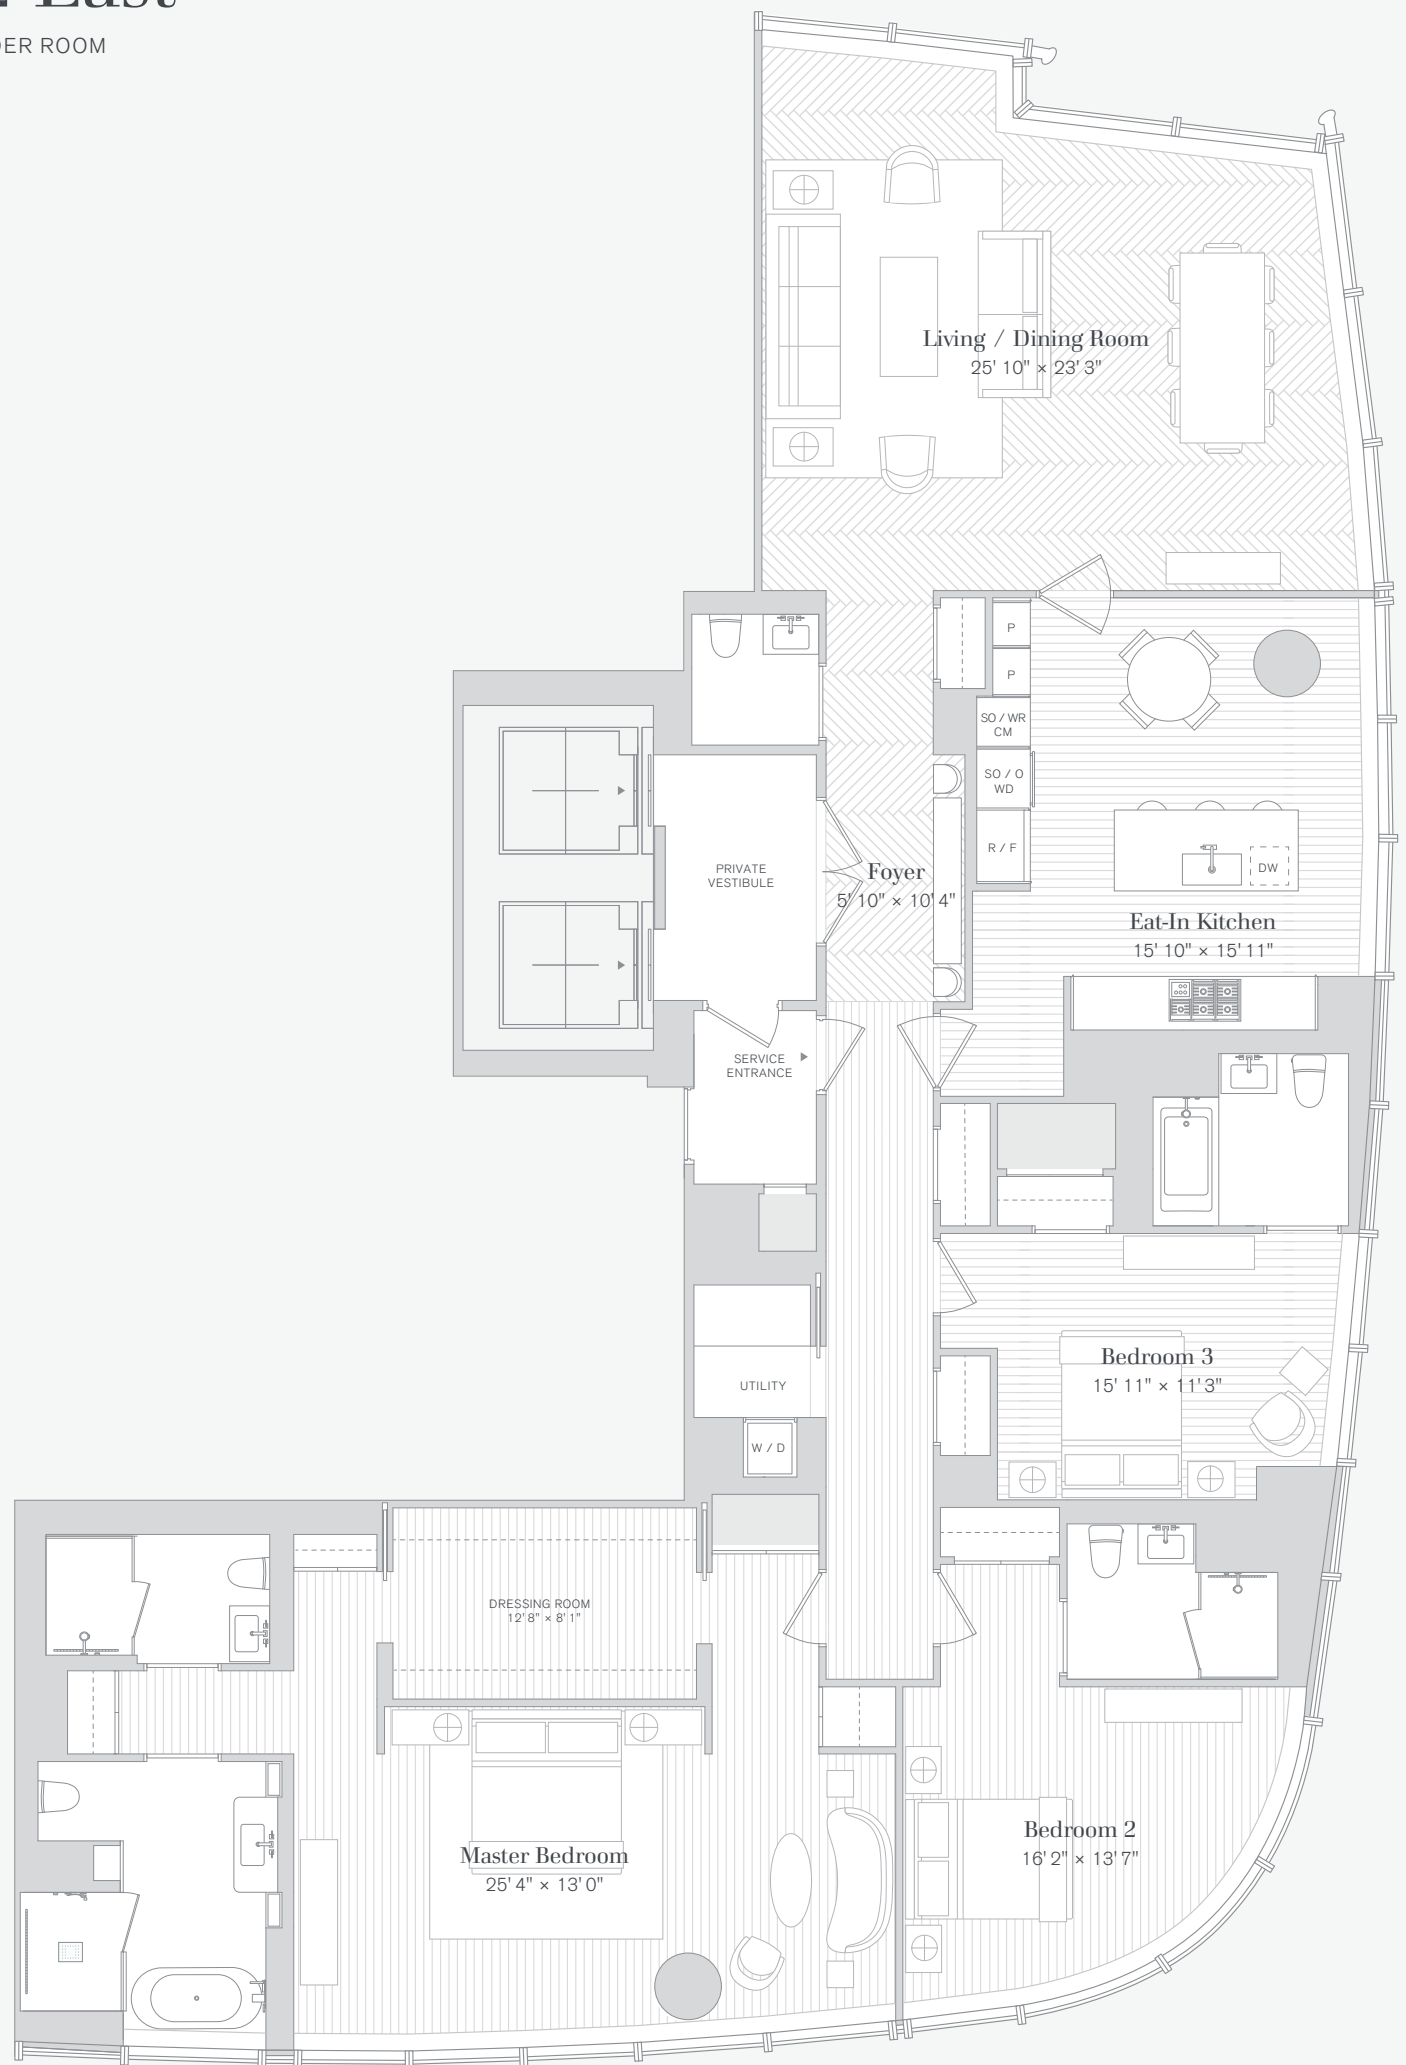 East
ROOM
Living / Dining Room
25' 10" × 23' 3"
P
P
SO / WR
CM
SO / O
WD
R / F
DW
PRIVATE
VESTIBULE
Foyer
5' 10" × 10' 4"
Eat-In Kitchen
15' 10" × 15' 11"
SERVICE
ENTRANCE
Bedroom 3
15' 11" × 11' 3"
UTILITY
W / D
DRESSING ROOM
12' 8" × 8' 1"
Master Bedroom
25' 4" × 13' 0"
Bedroom 2
16' 2" × 13' 7"